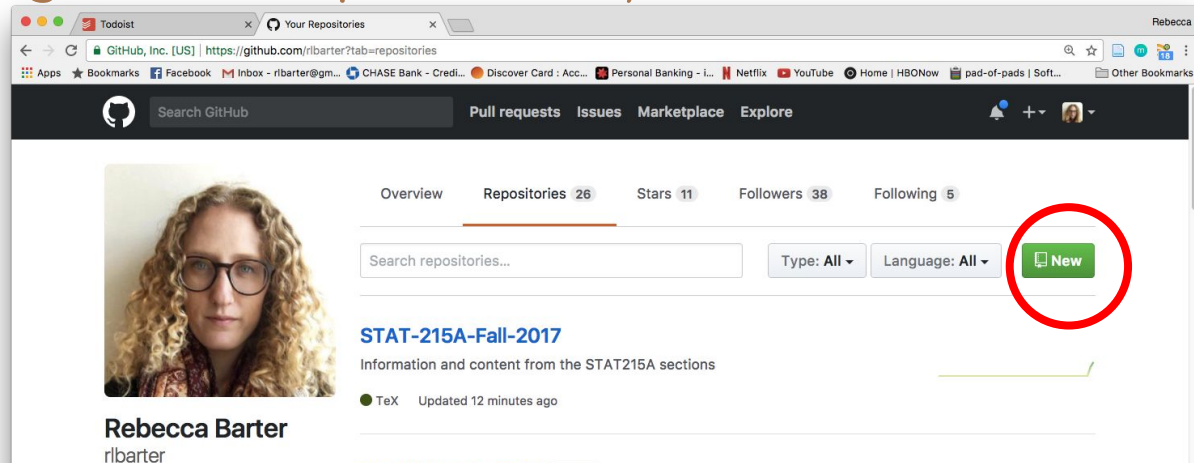 Todoist × Your Repositories × Rebecca
GitHub, Inc. [US] | https://github.com/rlbarter?tab=repositories 18
Apps Bookmarks Facebook Inbox - rlbarter@gm... CHASE Bank - Credi... Discover Card : Acc... Personal Banking - i... Netflix YouTube Home | HBONow pad-of-pads | Soft... Other Bookmarks
Search GitHub Pull requests Issues Marketplace Explore
Overview Repositories 26 Stars 11 Followers 38 Following 5
Search repositories... Type: All Language: All New
STAT-215A-Fall-2017
Information and content from the STAT215A sections
TeX Updated 12 minutes ago
Rebecca Barter
rlbarter